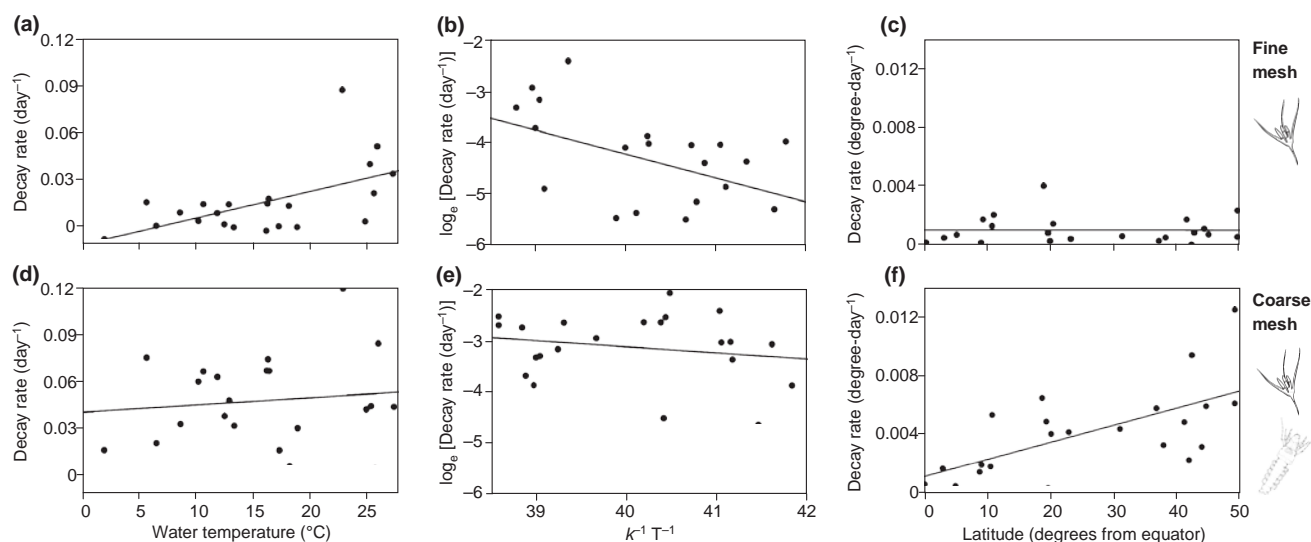 (a)
Decay rate (day–1)
0.12
0.09
0.06
0.03
0
(b)
loge [Decay rate (day–1)]
–2
–3
–4
–5
–6
39
40
41
42
(c)
Decay rate (degree-day–1)
0.012
0.008
0.004
0
Fine
mesh
(d)
Decay rate (day–1)
0.12
0.09
0.06
0.03
0
0 5 10 15 20 25
Water temperature (°C)
(e)
loge [Decay rate (day–1)]
–2
–3
–4
–5
–6
39 40 41 42
k–1 T–1
(f)
Decay rate (degree-day–1)
0.012
0.008
0.004
0
0 10 20 30 40 50
Latitude (degrees from equator)
Coarse
mesh